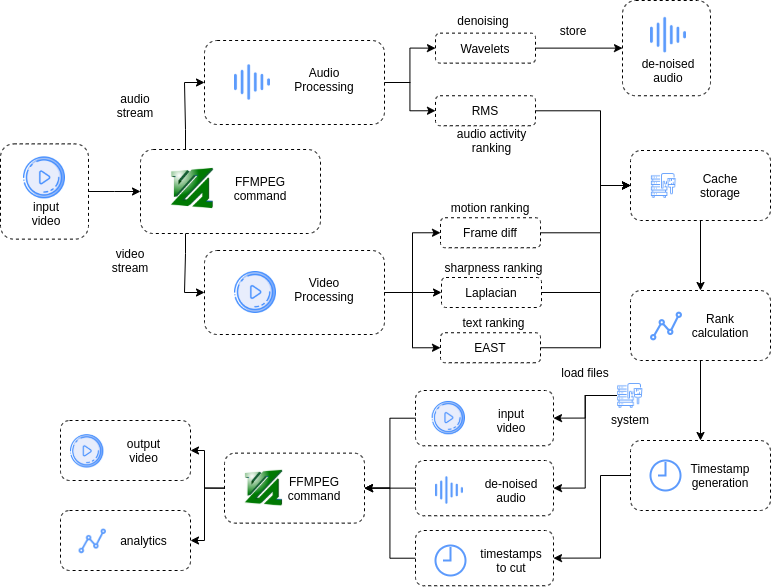 denoising
Wavelets
store
de-noised
audio
Audio
Processing
audio
stream
RMS
audio activity
ranking
input
video
FFMPEG
command
Cache
storage
motion ranking
Frame diff
video
stream
Video
Processing
sharpness ranking
Laplacian
text ranking
EAST
Rank
calculation
load files
system
input
video
output
video
FFMPEG
command
de-noised
audio
Timestamp
generation
analytics
timestamps
to cut